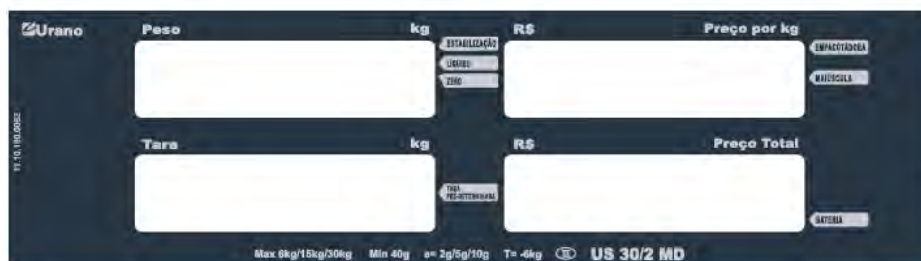 Urano
Peso kg
R$ Preço por kg
ESTABILIZAÇÃO
LÍQUIDO
ZERO
EMPACOTADORA
MAIÚSCULA
Tara kg
R$ Preço Total
TARA
PRÉ-DETERMINADA
BATERIA
Max 6kg/15kg/30kg Min 40g e= 2g/5g/10g T= -6kg III US 30/2 MD